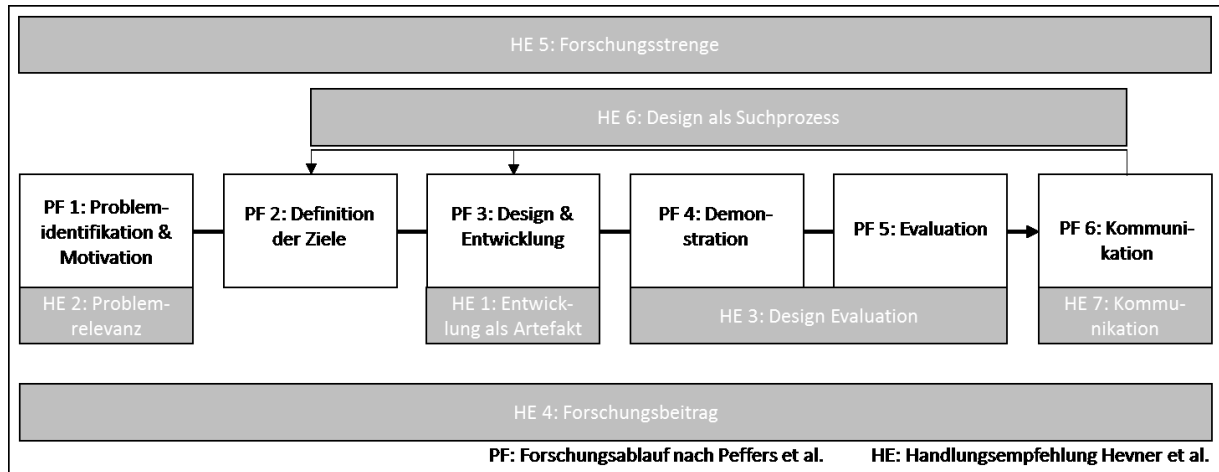 HE 5: Forschungsstrenge
HE 6: Design als Suchprozess
PF 1: Problem-
identifikation &
Motivation
PF 2: Definition
der Ziele
PF 3: Design &
Entwicklung
PF 4: Demon-
stration
PF 5: Evaluation
PF 6: Kommuni-
kation
HE 2: Problem-
relevanz
HE 1: Entwick-
lung als Artefakt
HE 3: Design Evaluation
HE 7: Kommu-
nikation
HE 4: Forschungsbeitrag
PF: Forschungsablauf nach Peffers et al. HE: Handlungsempfehlung Hevner et al.